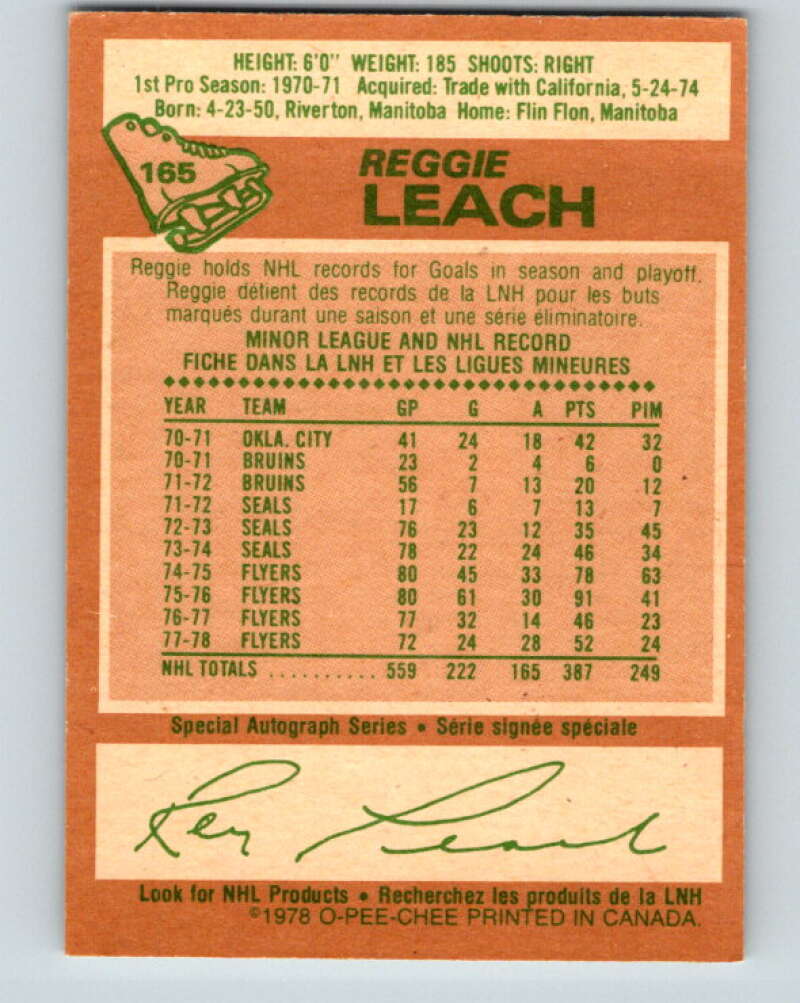 HEIGHT: 6'0" WEIGHT: 185 SHOOTS: RIGHT
1st Pro Season: 1970-71 Acquired: Trade with California, 5-24-74
Born: 4-23-50, Riverton, Manitoba Home: Flin Flon, Manitoba
165
REGGIE
LEACH
Reggie holds NHL records for Goals in season and playoff.
Reggie détient des records de la LNH pour les buts
marqués durant une saison et une série éliminatoire.
MINOR LEAGUE AND NHL RECORD
FICHE DANS LA LNH ET LES LIGUES MINEURES
YEAR TEAM GP G A PTS PIM
70-71 OKLA. CITY 41 24 18 42 32
70-71 BRUINS 23 2 4 6 0
71-72 BRUINS 56 7 13 20 12
71-72 SEALS 17 6 7 13 7
72-73 SEALS 76 23 12 35 45
73-74 SEALS 78 22 24 46 34
74-75 FLYERS 80 45 33 78 63
75-76 FLYERS 80 61 30 91 41
76-77 FLYERS 77 32 14 46 23
77-78 FLYERS 72 24 28 52 24
NHL TOTALS .......... 559 222 165 387 249
Special Autograph Series • Série signée spéciale
Reg Leach
Look for NHL Products • Recherchez les produits de la LNH
©1978 O-PEE-CHEE PRINTED IN CANADA.